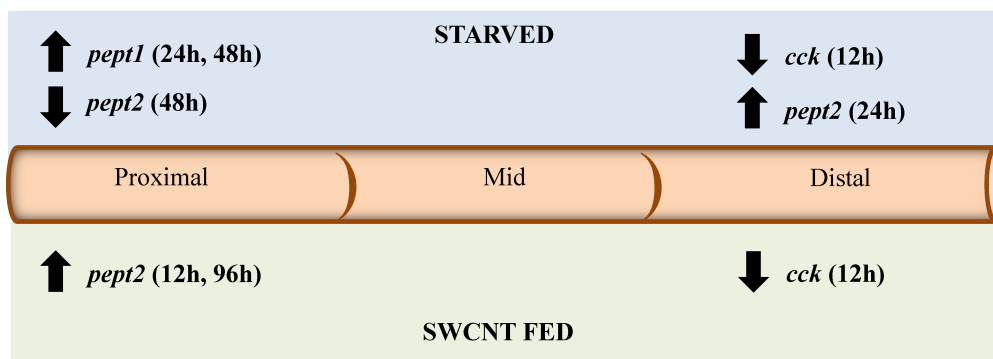 STARVED
pept1 (24h, 48h)
cck (12h)
pept2 (48h)
pept2 (24h)
Proximal
Mid
Distal
pept2 (12h, 96h)
cck (12h)
SWCNT FED